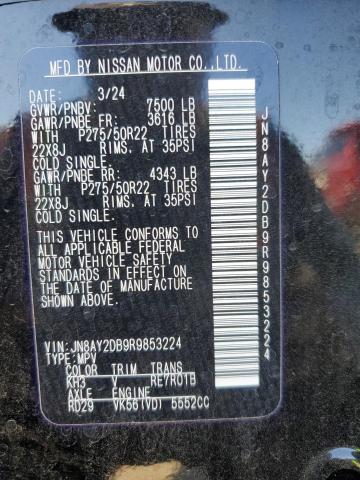 MFD BY NISSAN MOTOR CO.,LTD.
DATE: 3/24
GVWR/PNBV: 7500 LB
GAWR/PNBE FR: 3616 LB
WITH P275/50R22 TIRES
22X8J RIMS, AT 35PSI
COLD SINGLE.
GAWR/PNBE RR: 4343 LB
WITH P275/50R22 TIRES
22X8J RIMS, AT 35PSI
COLD SINGLE.
THIS VEHICLE CONFORMS TO
ALL APPLICABLE FEDERAL
MOTOR VEHICLE SAFETY
STANDARDS IN EFFECT ON
THE DATE OF MANUFACTURE
SHOWN ABOVE.
VIN:JN8AY2DB9R9853224
TYPE:MPV
COLOR TRIM TRANS
KH3 V RE7R01B
AXLE ENGINE
RD29 VK56(VD) 5552CC
JN8AY2DB9R9853224